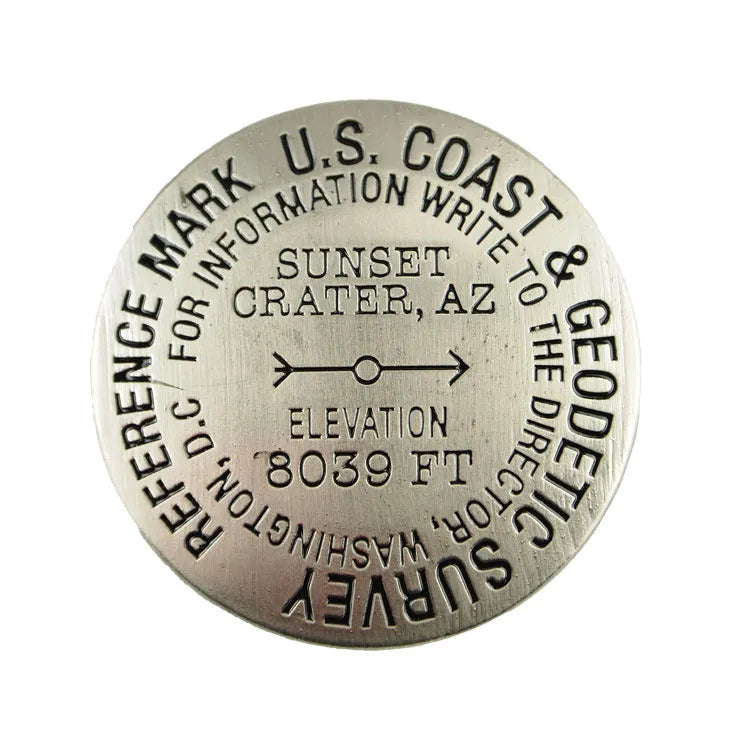 U.S. COAST & GEODETIC SURVEY REFERENCE MARK
FOR INFORMATION WRITE TO THE DIRECTOR, WASHINGTON, D.C
SUNSET
CRATER, AZ
ELEVATION
8039 FT